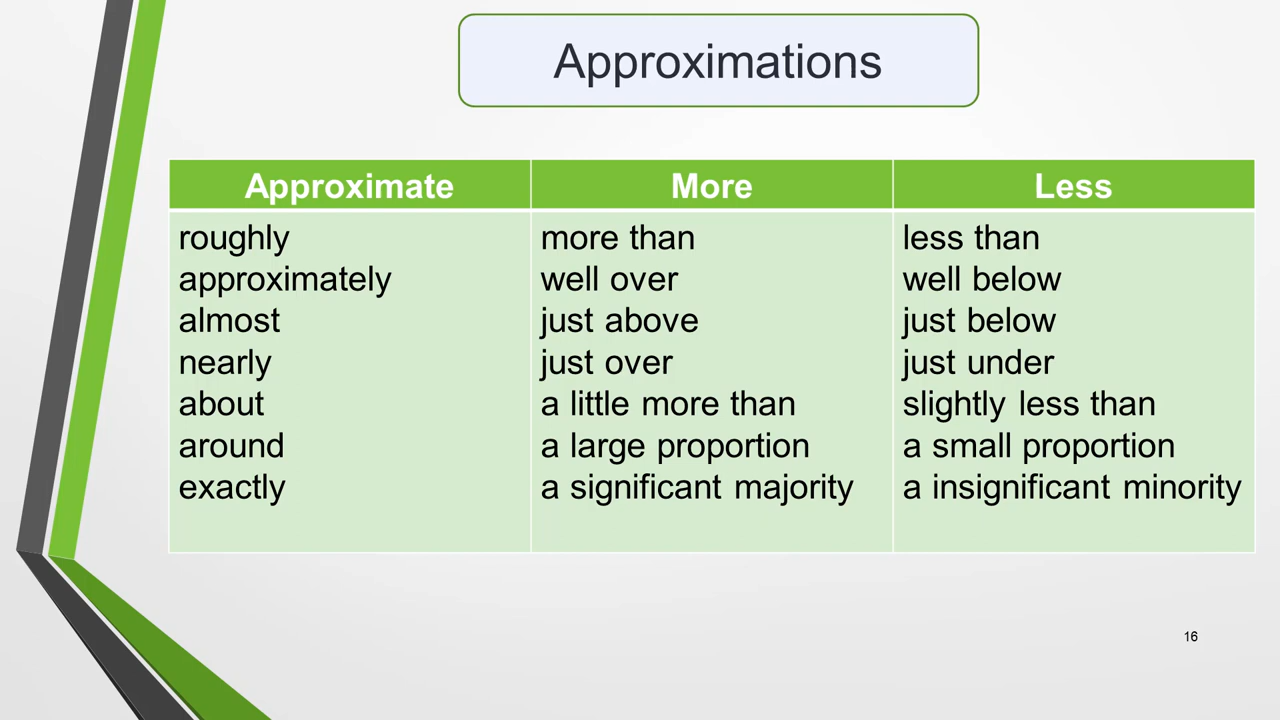 Approximations
Approximate More Less
roughly more than less than
approximately well over well below
almost just above just below
nearly just over just under
about a little more than slightly less than
around a large proportion a small proportion
exactly a significant majority a insignificant minority
16